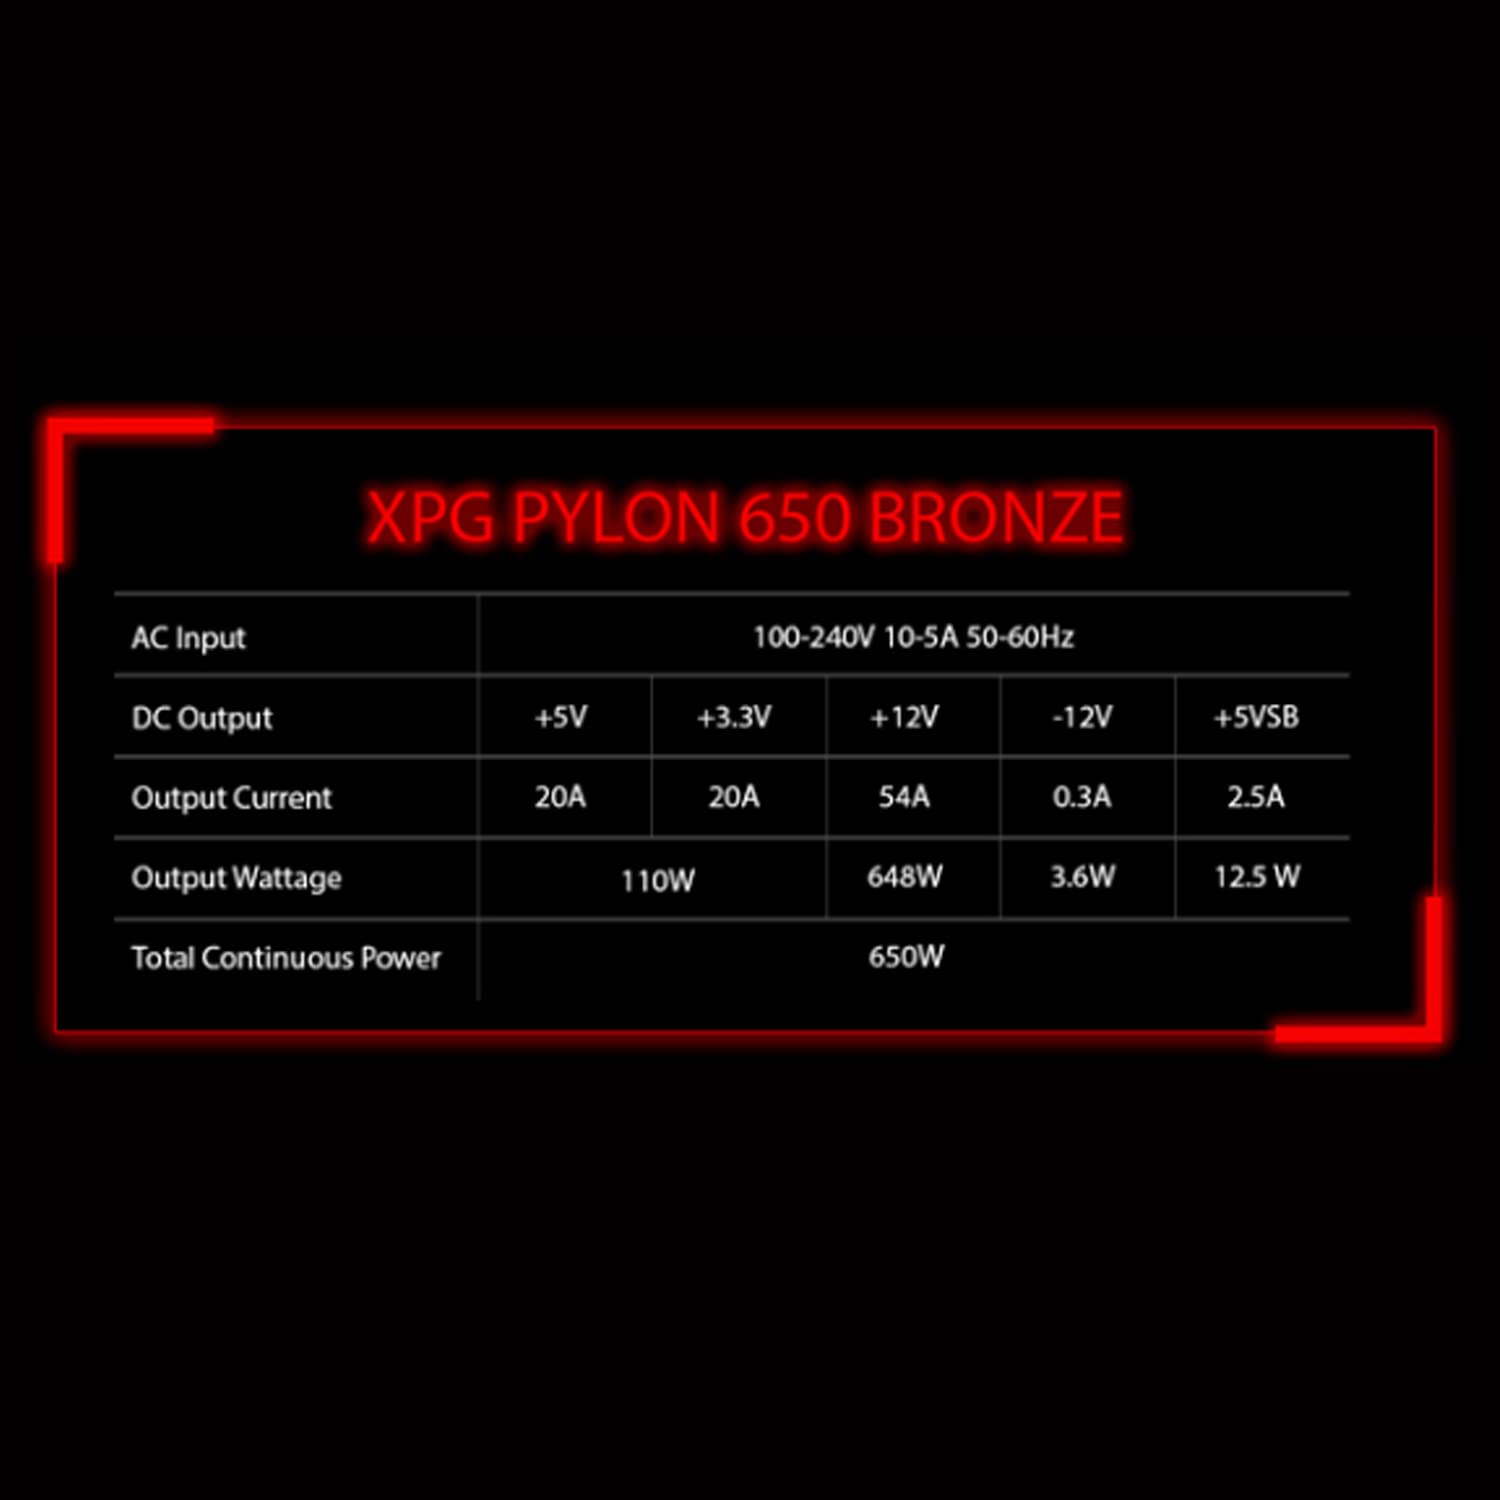 XPG PYLON 650 BRONZE
AC Input 100-240V 10-5A 50-60Hz
DC Output +5V +3.3V +12V -12V +5VSB
Output Current 20A 20A 54A 0.3A 2.5A
Output Wattage 110W 648W 3.6W 12.5 W
Total Continuous Power 650W